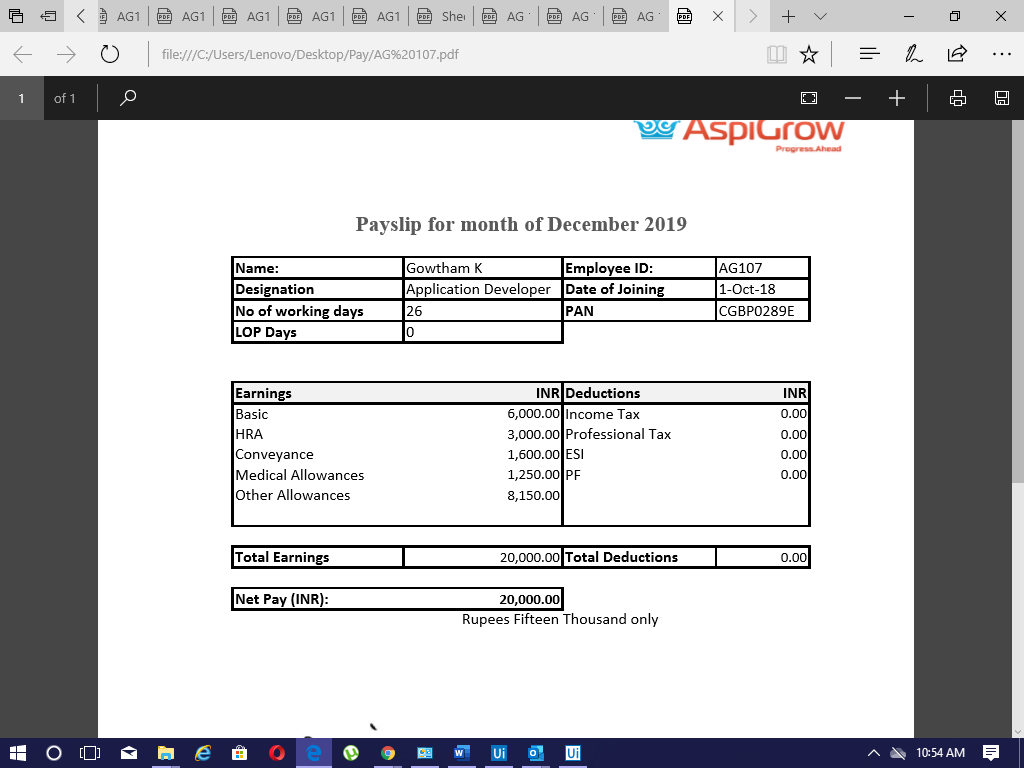 AG1 AG1 AG1 AG1 AG1 She AG AG AG
file:///C:/Users/Lenovo/Desktop/Pay/AG%20107.pdf
1 of 1
AspiGrow
Progress.Ahead
Payslip for month of December 2019
Name: Gowtham K Employee ID: AG107
Designation Application Developer Date of Joining 1-Oct-18
No of working days 26 PAN CGBP0289E
LOP Days 0
Earnings INR Deductions INR
Basic 6,000.00 Income Tax 0.00
HRA 3,000.00 Professional Tax 0.00
Conveyance 1,600.00 ESI 0.00
Medical Allowances 1,250.00 PF 0.00
Other Allowances 8,150.00
Total Earnings 20,000.00 Total Deductions 0.00
Net Pay (INR): 20,000.00
Rupees Fifteen Thousand only
10:54 AM